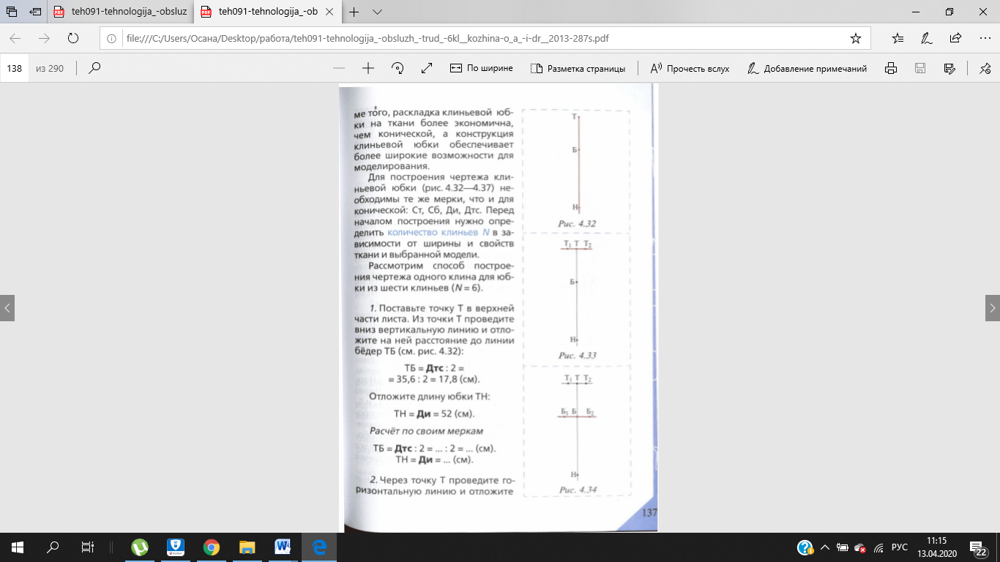 teh091-tehnologija_-obsluz
teh091-tehnologija_-ob
file:///C:/Users/Осана/Desktop/работа/teh091-tehnologija_-obsluzh_-trud_-6kl__kozhina-o_a_-i-dr__2013-287s.pdf
138 из 290
По ширине
Разметка страницы
Прочесть вслух
Добавление примечаний
ме того, раскладка клиньевой юб-
ки на ткани более экономична,
чем конической, а конструкция
клиньевой юбки обеспечивает
более широкие возможности для
моделирования.
Для построения чертежа кли-
ньевой юбки (рис. 4.32—4.37) не-
обходимы те же мерки, что и для
конической: Ст, Сб, Ди, Дтс. Перед
началом построения нужно опре-
делить количество клиньев N в за-
висимости от ширины и свойств
ткани и выбранной модели.
Рассмотрим способ построе-
ния чертежа одного клина для юб-
ки из шести клиньев (N = 6).
1. Поставьте точку Т в верхней
части листа. Из точки Т проведите
вниз вертикальную линию и отло-
жите на ней расстояние до линии
бёдер ТБ (см. рис. 4.32):
ТБ = Дтс : 2 =
= 35,6 : 2 = 17,8 (см).
Отложите длину юбки ТН:
ТН = Ди = 52 (см).
Расчёт по своим меркам
ТБ = Дтс : 2 = ... : 2 = ... (см).
ТН = Ди = ... (см).
2. Через точку Т проведите го-
ризонтальную линию и отложите
Т
Б
Н
Рис. 4.32
Т₁ Т Т₂
Б
Н
Рис. 4.33
Т₁ Т Т₂
Б₁ Б Б₂
Н
Рис. 4.34
137
РУС
11:15
13.04.2020
22